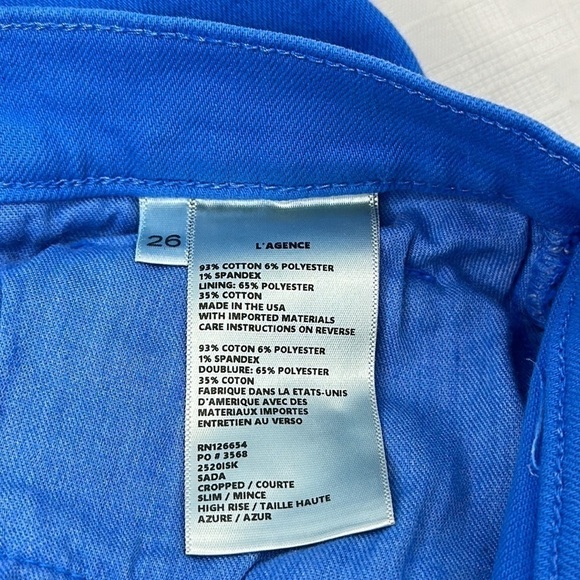 26
L'AGENCE
93% COTTON 6% POLYESTER
1% SPANDEX
LINING: 65% POLYESTER
35% COTTON
MADE IN THE USA
WITH IMPORTED MATERIALS
CARE INSTRUCTIONS ON REVERSE
93% COTTON 6% POLYESTER
1% SPANDEX
DOUBLURE: 65% POLYESTER
35% COTON
FABRIQUE DANS LA ETATS-UNIS
D'AMERIQUE AVEC DES
MATERIAUX IMPORTES
ENTRETIEN AU VERSO
RN126654
PO # 3568
2520ISK
SADA
CROPPED / COURTE
SLIM / MINCE
HIGH RISE / TAILLE HAUTE
AZURE / AZUR